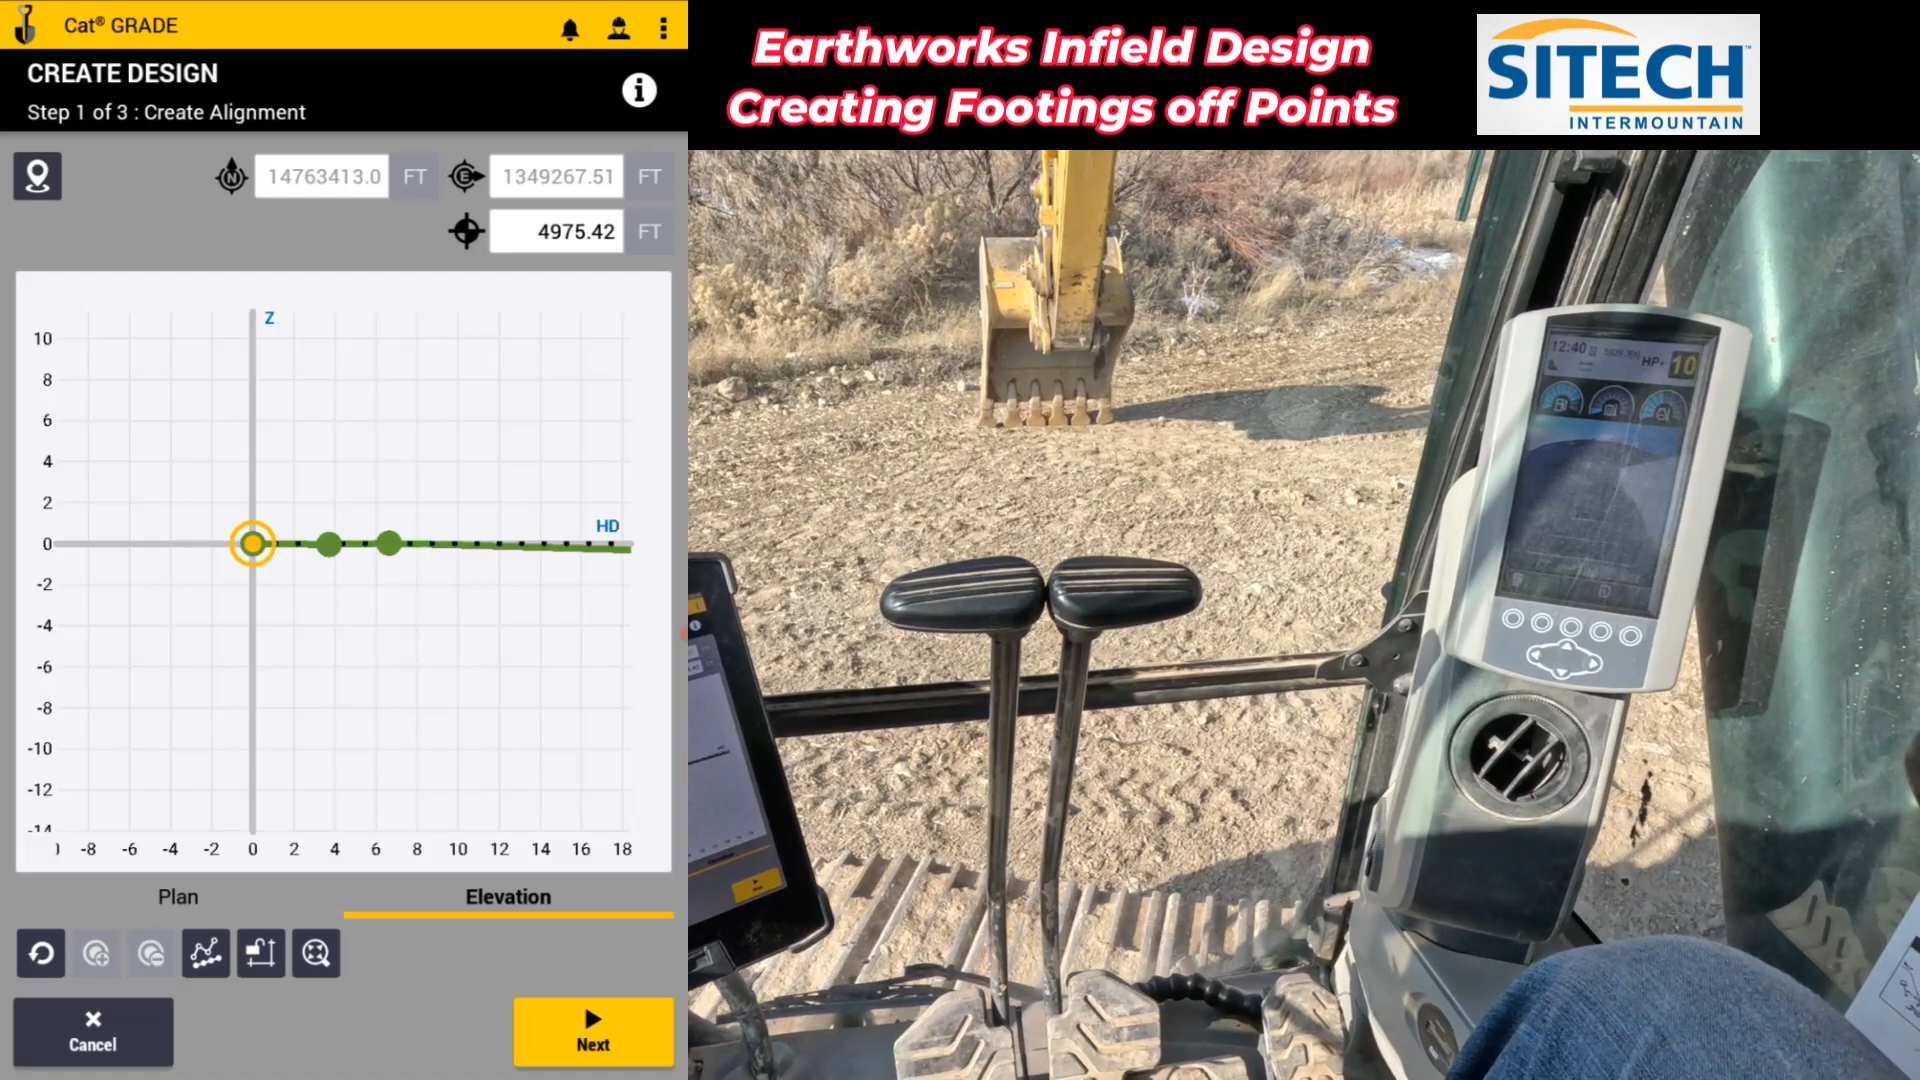 Cat® GRADE
CREATE DESIGN
Step 1 of 3 : Create Alignment
14763413.0 FT
1349267.51 FT
4975.42 FT
Z
HD
10
8
6
4
2
0
-2
-4
-6
-8
-10
-12
-14
-8 -6 -4 -2 0 2 4 6 8 10 12 14 16 18
Plan
Elevation
Cancel
Next
Earthworks Infield Design
Creating Footings off Points
SITECH™
INTERMOUNTAIN
12:40
HP+
10